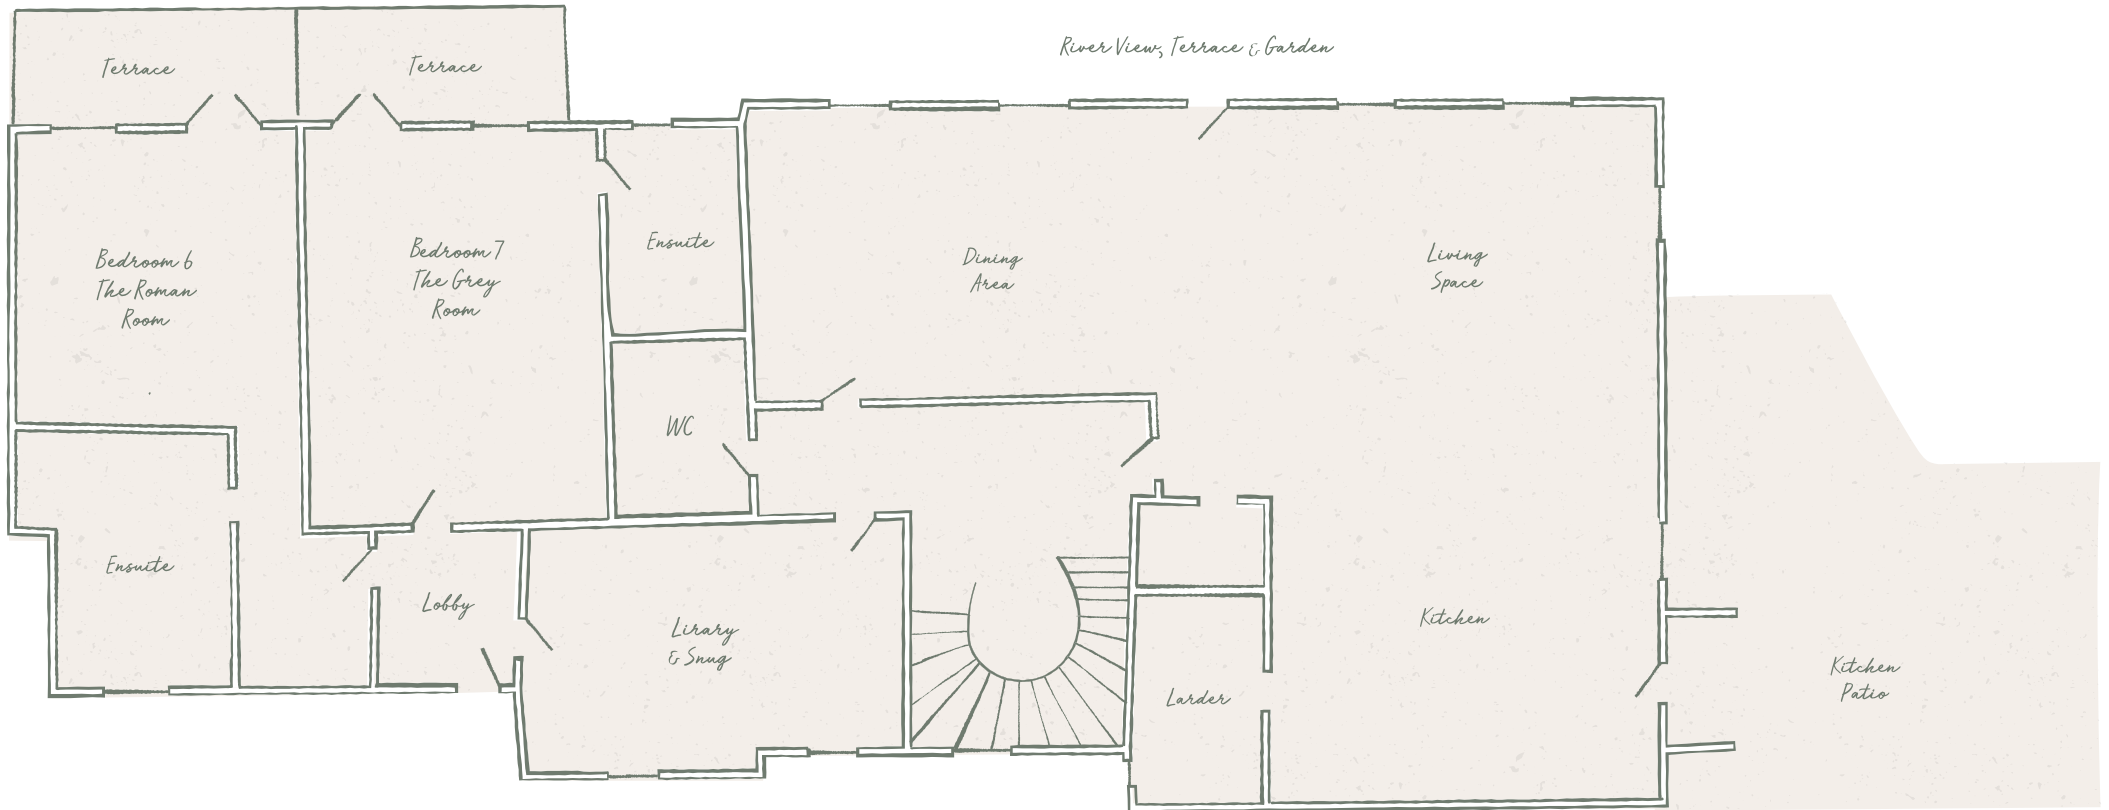 River View, Terrace & Garden
Terrace
Terrace
Bedroom 6
The Roman
Room
Bedroom 7
The Grey
Room
Ensuite
Dining
Area
Living
Space
WC
Ensuite
Lobby
Lirary
& Snug
Larder
Kitchen
Kitchen
Patio